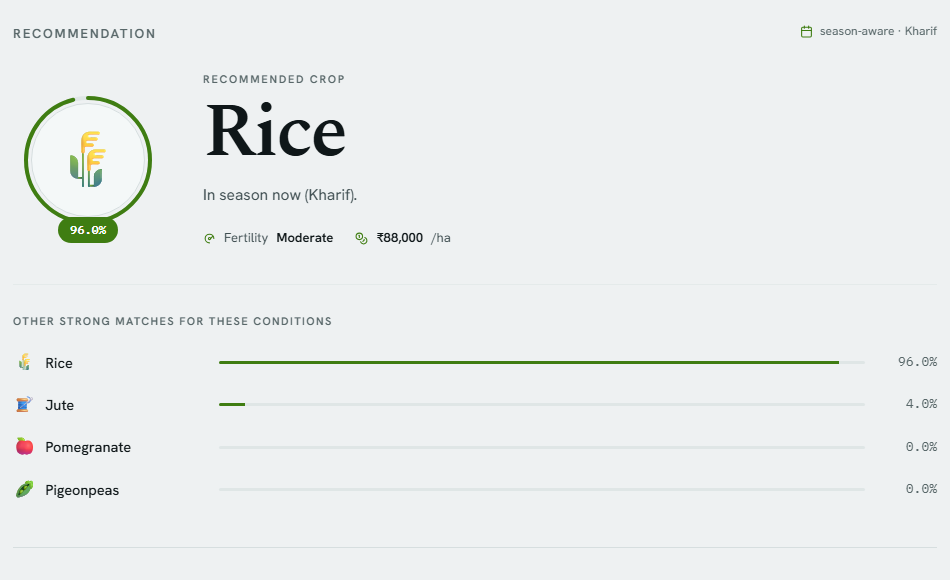 RECOMMENDATION
season-aware · Kharif
RECOMMENDED CROP
Rice
96.0%
In season now (Kharif).
Fertility Moderate ₹88,000 /ha
OTHER STRONG MATCHES FOR THESE CONDITIONS
Rice 96.0%
Jute 4.0%
Pomegranate 0.0%
Pigeonpeas 0.0%